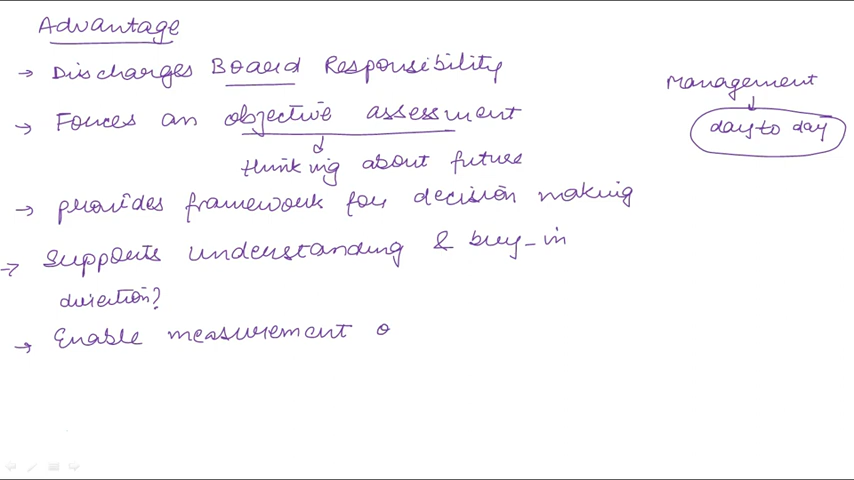 Advantage
→ Discharges Board Responsibility
Management
→ Forces an objective assessment
day to day
thinking about future
→ provides framework for decision making
→ Supports understanding & buy-in
direction?
→ Enable measurement o